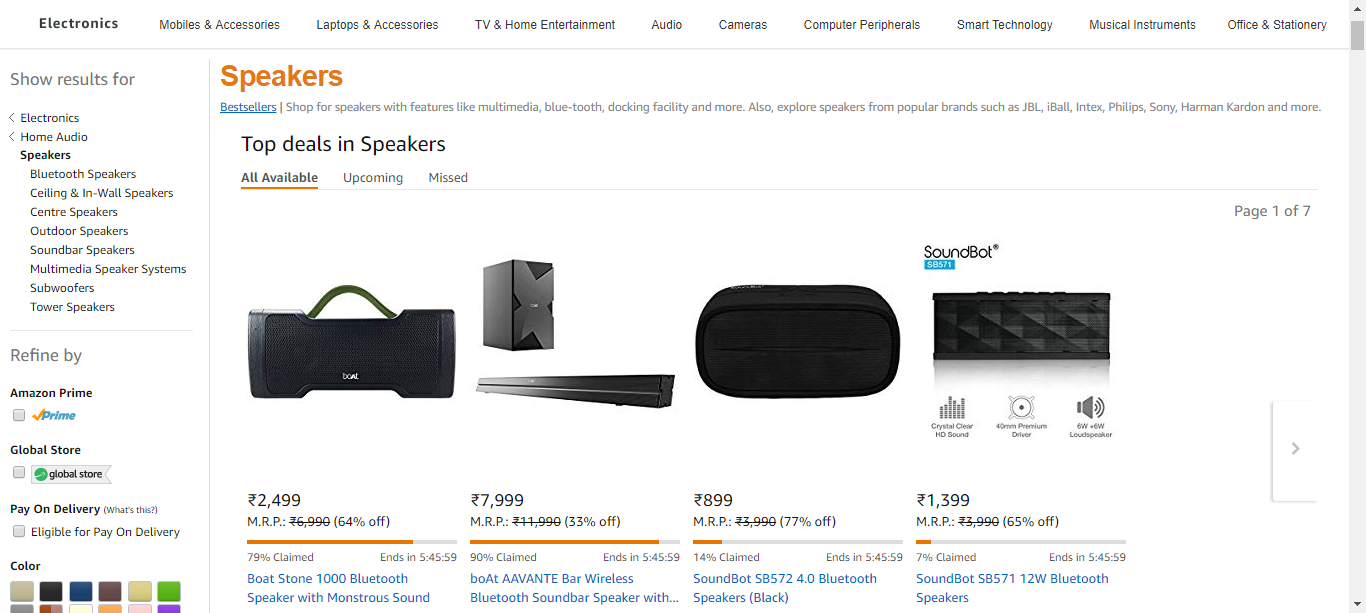 Electronics
Mobiles & Accessories
Laptops & Accessories
TV & Home Entertainment
Audio
Cameras
Computer Peripherals
Smart Technology
Musical Instruments
Office & Stationery
Show results for
Electronics
Home Audio
Speakers
Bluetooth Speakers
Ceiling & In-Wall Speakers
Centre Speakers
Outdoor Speakers
Soundbar Speakers
Multimedia Speaker Systems
Subwoofers
Tower Speakers
Refine by
Amazon Prime
Prime
Global Store
global store
Pay On Delivery (What's this?)
Eligible for Pay On Delivery
Color
Speakers
Bestsellers | Shop for speakers with features like multimedia, blue-tooth, docking facility and more. Also, explore speakers from popular brands such as JBL, iBall, Intex, Philips, Sony, Harman Kardon and more.
Top deals in Speakers
All Available
Upcoming
Missed
Page 1 of 7
boAt
₹2,499
M.R.P.: ₹6,990 (64% off)
79% Claimed
Ends in 5:45:59
Boat Stone 1000 Bluetooth
Speaker with Monstrous Sound
₹7,999
M.R.P.: ₹11,990 (33% off)
90% Claimed
Ends in 5:45:59
boAt AAVANTE Bar Wireless
Bluetooth Soundbar Speaker with...
₹899
M.R.P.: ₹3,990 (77% off)
14% Claimed
Ends in 5:45:59
SoundBot SB572 4.0 Bluetooth
Speakers (Black)
SoundBot®
SB571
Crystal Clear
HD Sound
40mm Premium
Driver
6W +6W
Loudspeaker
₹1,399
M.R.P.: ₹3,990 (65% off)
7% Claimed
Ends in 5:45:59
SoundBot SB571 12W Bluetooth
Speakers